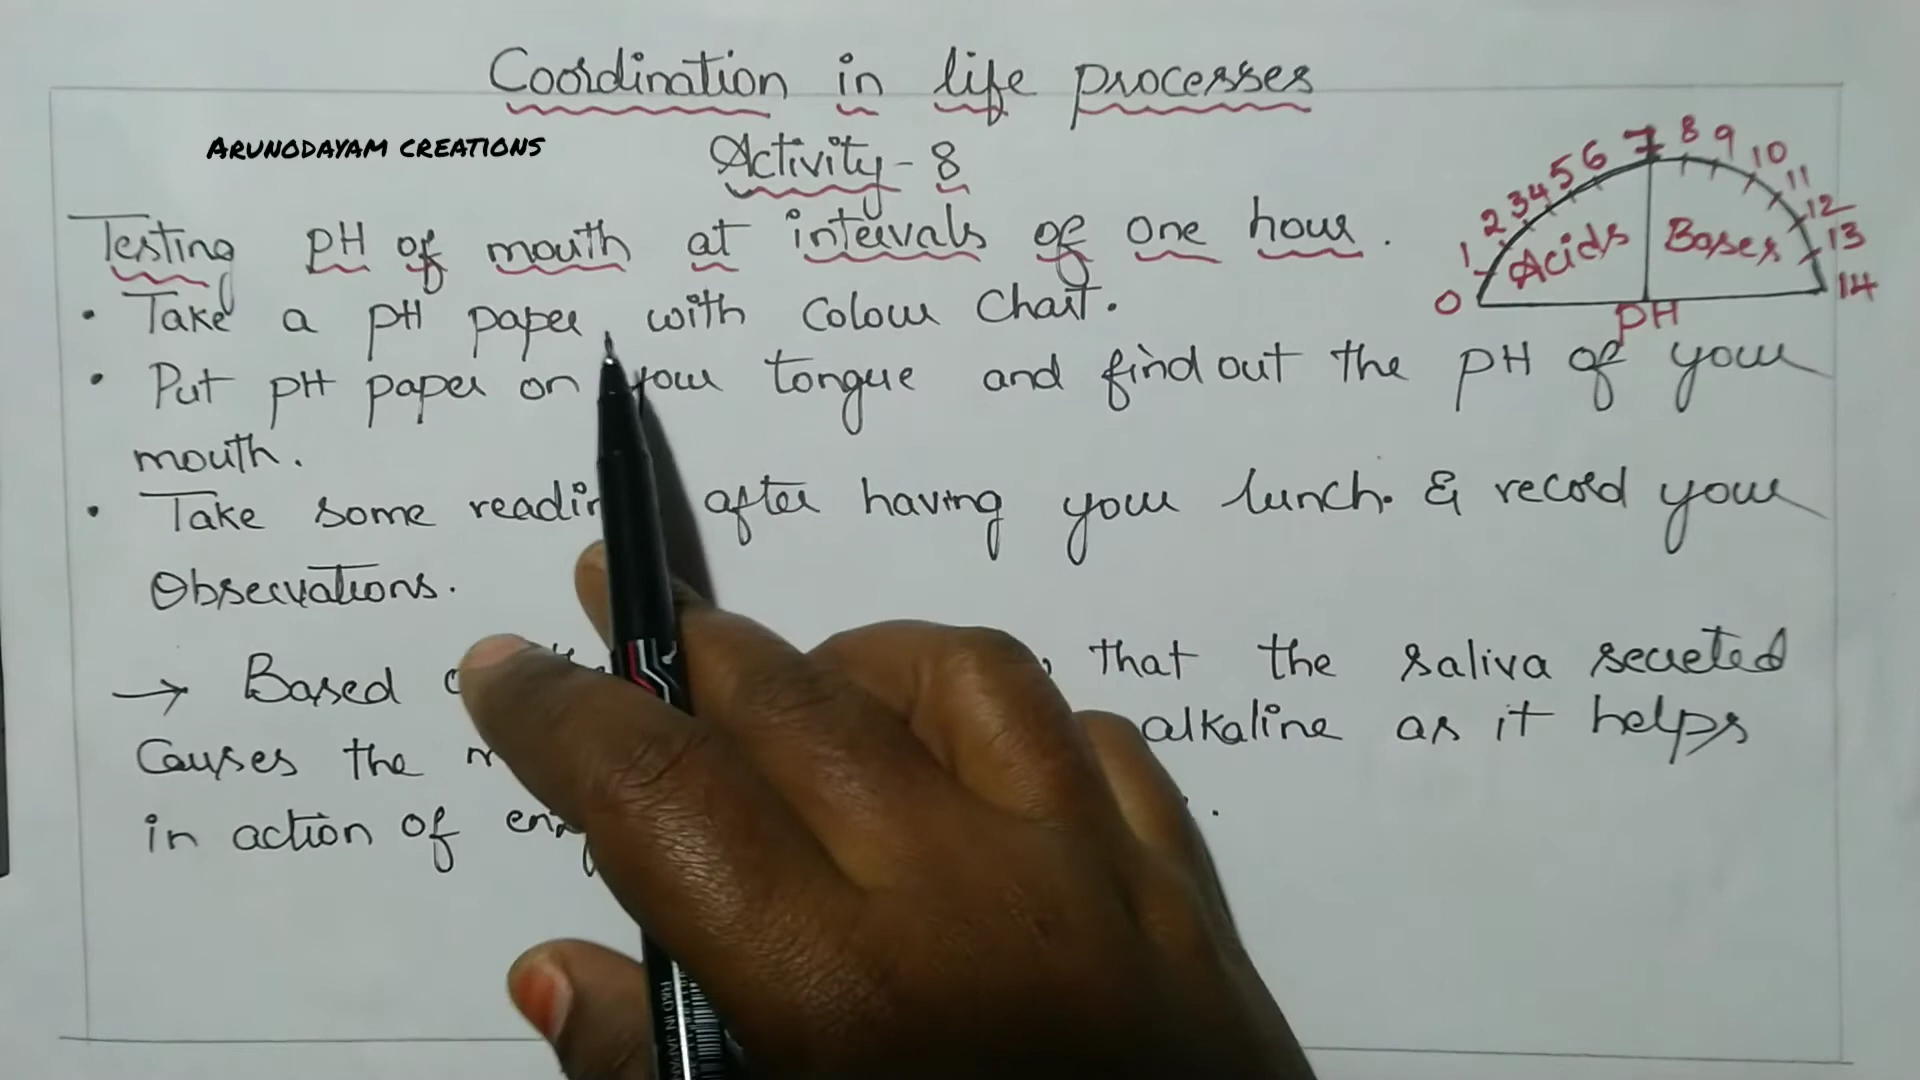 Coordination in life processes
ARUNODAYAM CREATIONS
Activity - 8
Testing pH of mouth at intervals of one hour.
• Take a pH paper with Colour Chart.
• Put pH paper on your tongue and find out the pH of your
mouth.
• Take some after having your lunch. & record your
Observations.
→ Based that the saliva secreted
Causes the alkaline as it helps
in action of
0 1 2 3 4 5 6 7 8 9 10 11 12 13 14
Acids Bases
PH